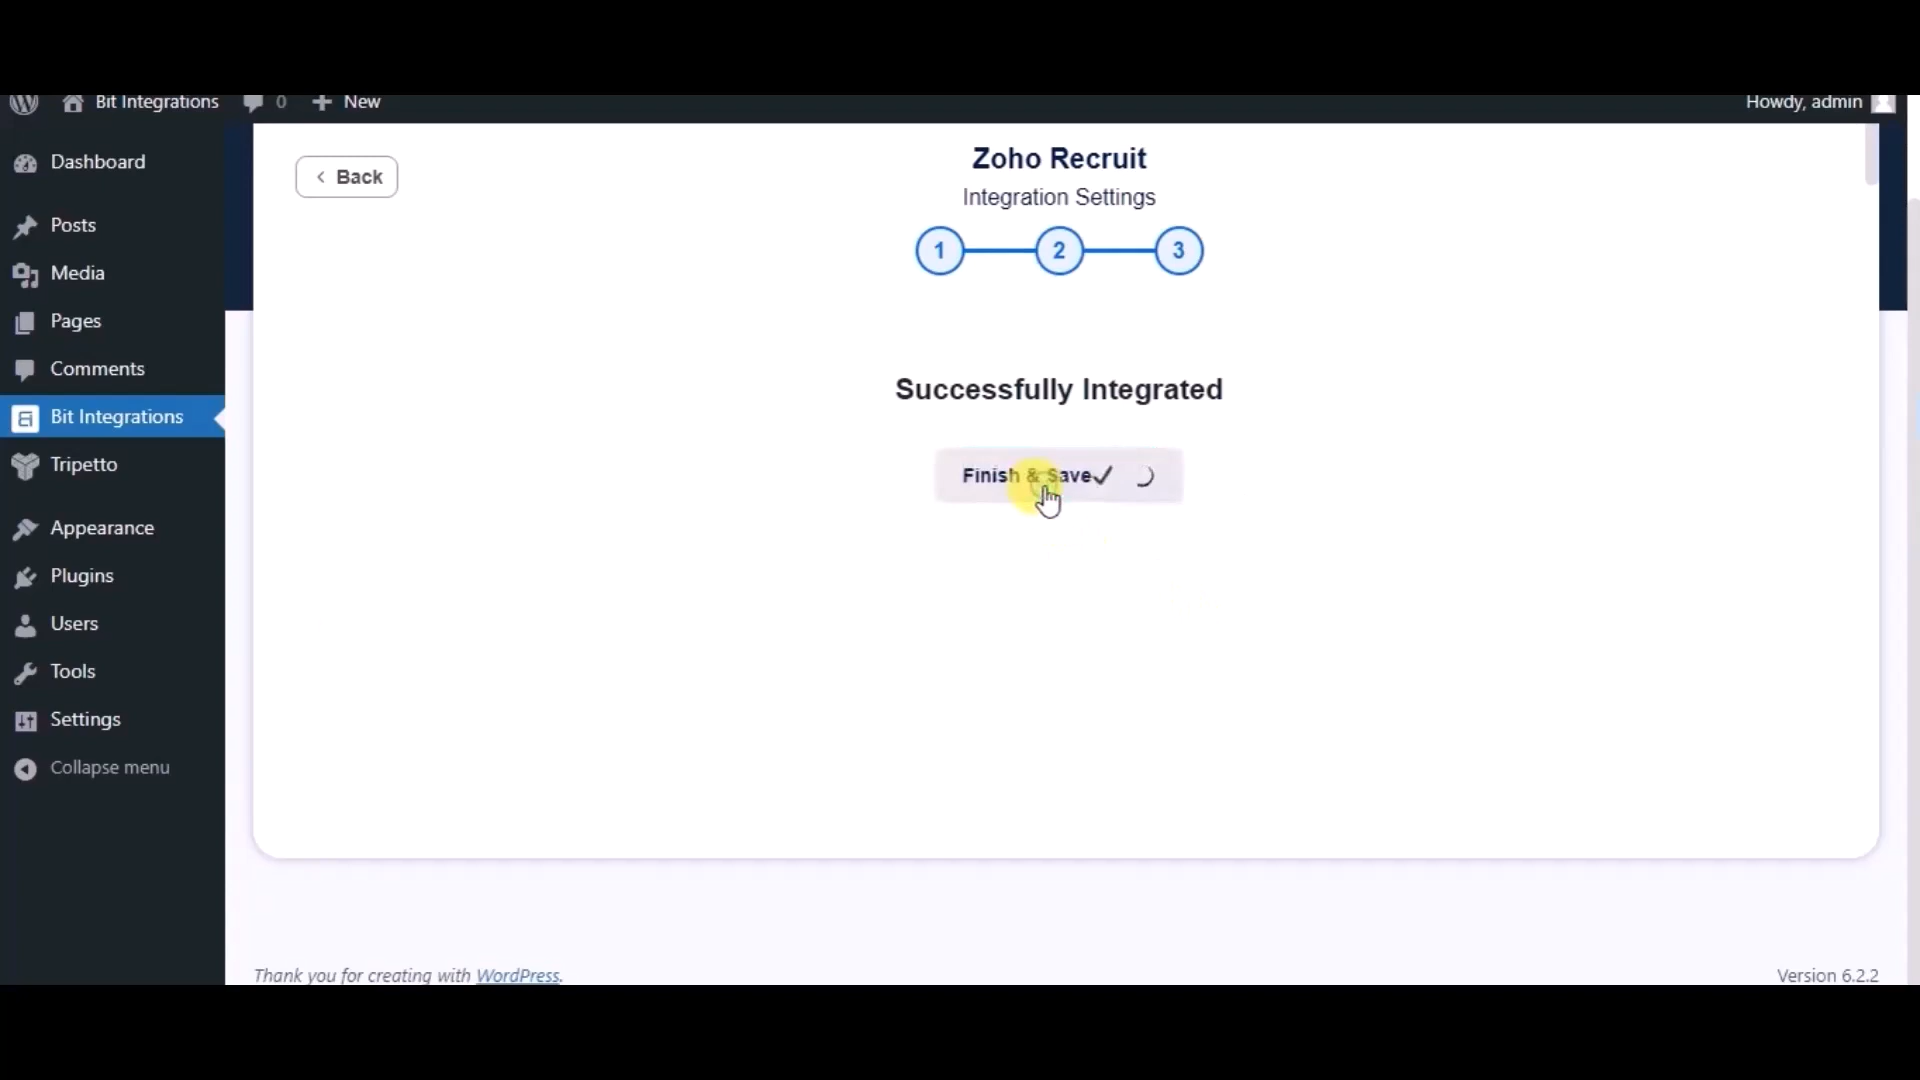 Bit Integrations 0 New Howdy, admin
Dashboard
Posts
Media
Pages
Comments
Bit Integrations
Tripetto
Appearance
Plugins
Users
Tools
Settings
Collapse menu
Back
Zoho Recruit
Integration Settings
1 2 3
Successfully Integrated
Finish & Save
Thank you for creating with WordPress.
Version 6.2.2